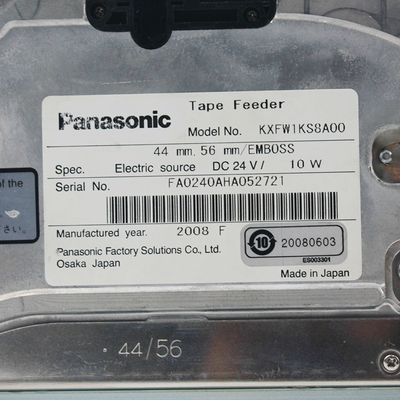 Tape Feeder
Panasonic
Model No. KXFW1KS8A00
44 mm, 56 mm/EMBOSS
Spec. Electric source DC 24 V / 10 W
Serial No. FA0240AHA052721
Manufactured year. 2008 F
Panasonic Factory Solutions Co., Ltd.
Osaka Japan
10 20080603
ES003301
Made in Japan
of the
さい。
44/56